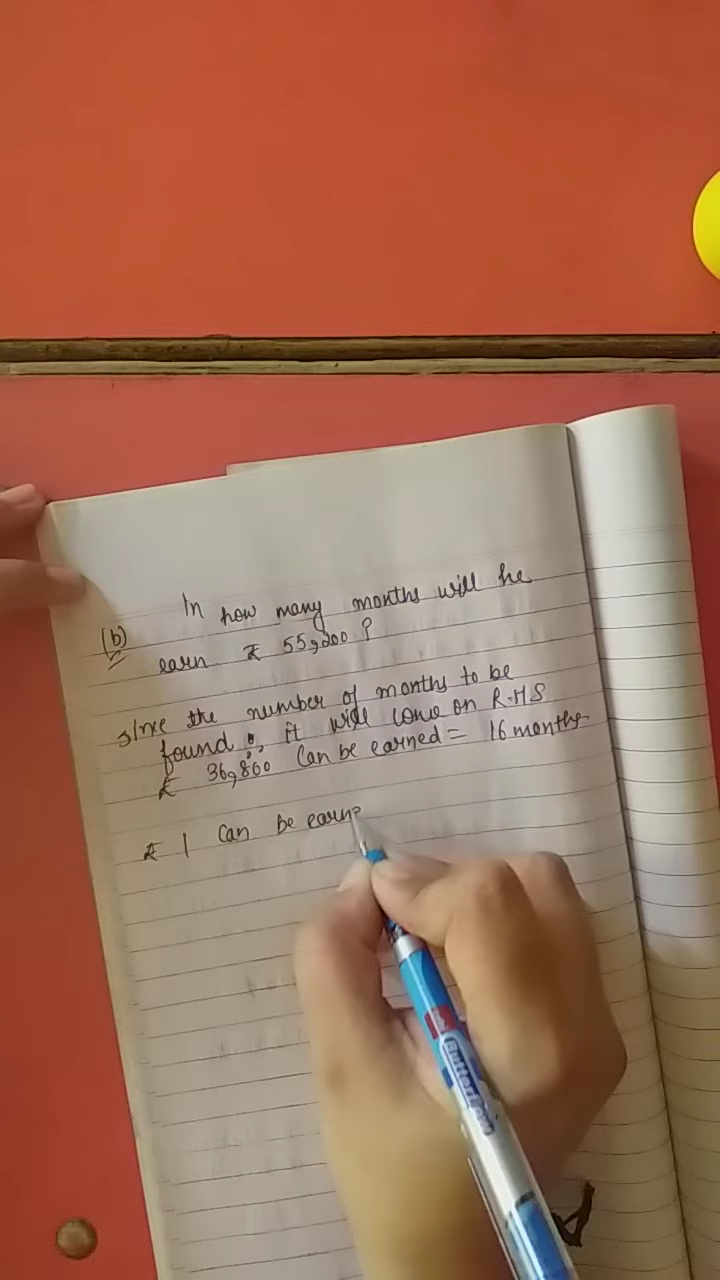 (b) In how many months will he
earn ₹ 55,200 ?
Since the number of months to be
found ∴, it will come on R.H.S
₹ 36,800 Can be earned = 16 months
₹ 1 Can be earne
Butterflow